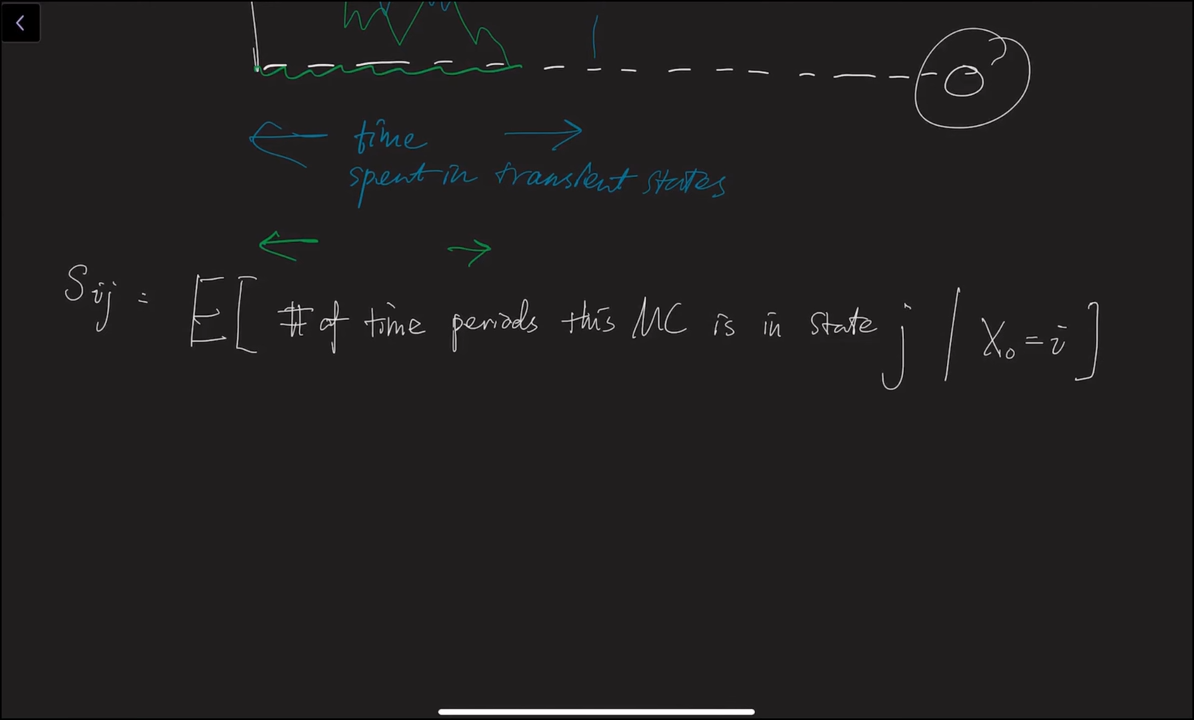 ?
time
spent in transient states
S_ij = E[ # of time periods this MC is in state j | X_0 = i ]